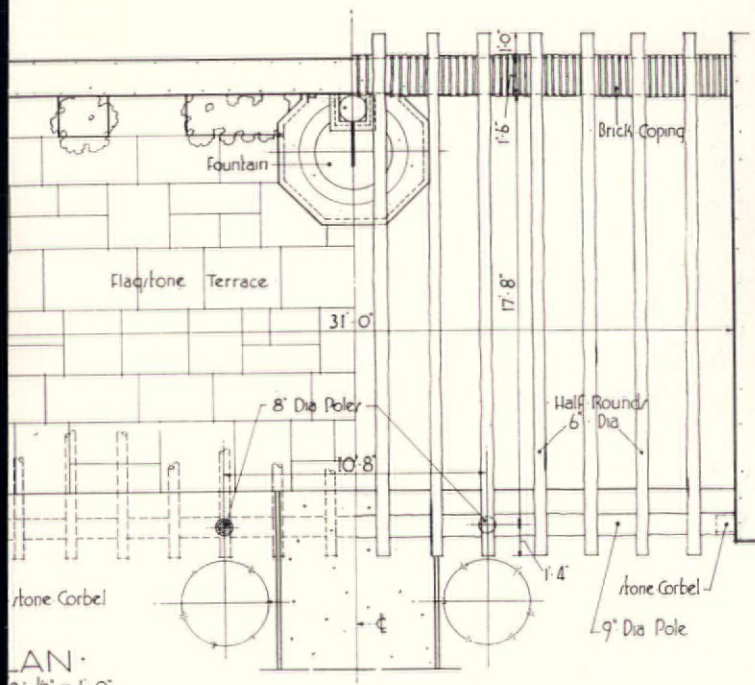 1'-0"
Brick Coping
1'-6"
Fountain
Flagstone Terrace
17'-8"
31'-0"
8" Dia Poles
Half Rounds
6" Dia
10'-8"
1'-4"
stone Corbel
stone Corbel
9" Dia Pole
℄
LAN·